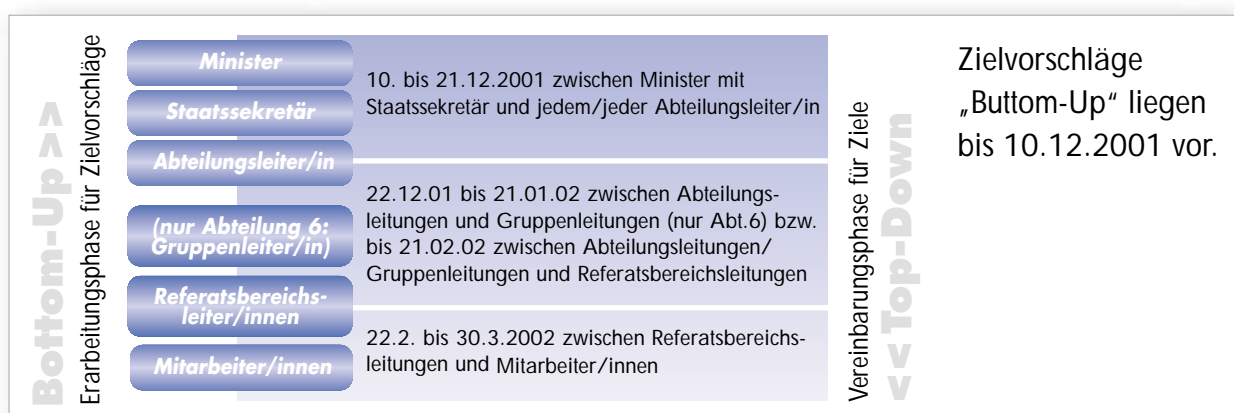 Bottom-Up >>
Erarbeitungsphase für Zielvorschläge
Minister
Staatssekretär
Abteilungsleiter/in
(nur Abteilung 6:
Gruppenleiter/in)
Referatsbereichs-
leiter/innen
Mitarbeiter/innen
10. bis 21.12.2001 zwischen Minister mit
Staatssekretär und jedem/jeder Abteilungsleiter/in
22.12.01 bis 21.01.02 zwischen Abteilungs-
leitungen und Gruppenleitungen (nur Abt.6) bzw.
bis 21.02.02 zwischen Abteilungsleitungen/
Gruppenleitungen und Referatsbereichsleitungen
22.2. bis 30.3.2002 zwischen Referatsbereichs-
leitungen und Mitarbeiter/innen
Vereinbarungsphase für Ziele
<< Top-Down
Zielvorschläge
„Buttom-Up“ liegen
bis 10.12.2001 vor.